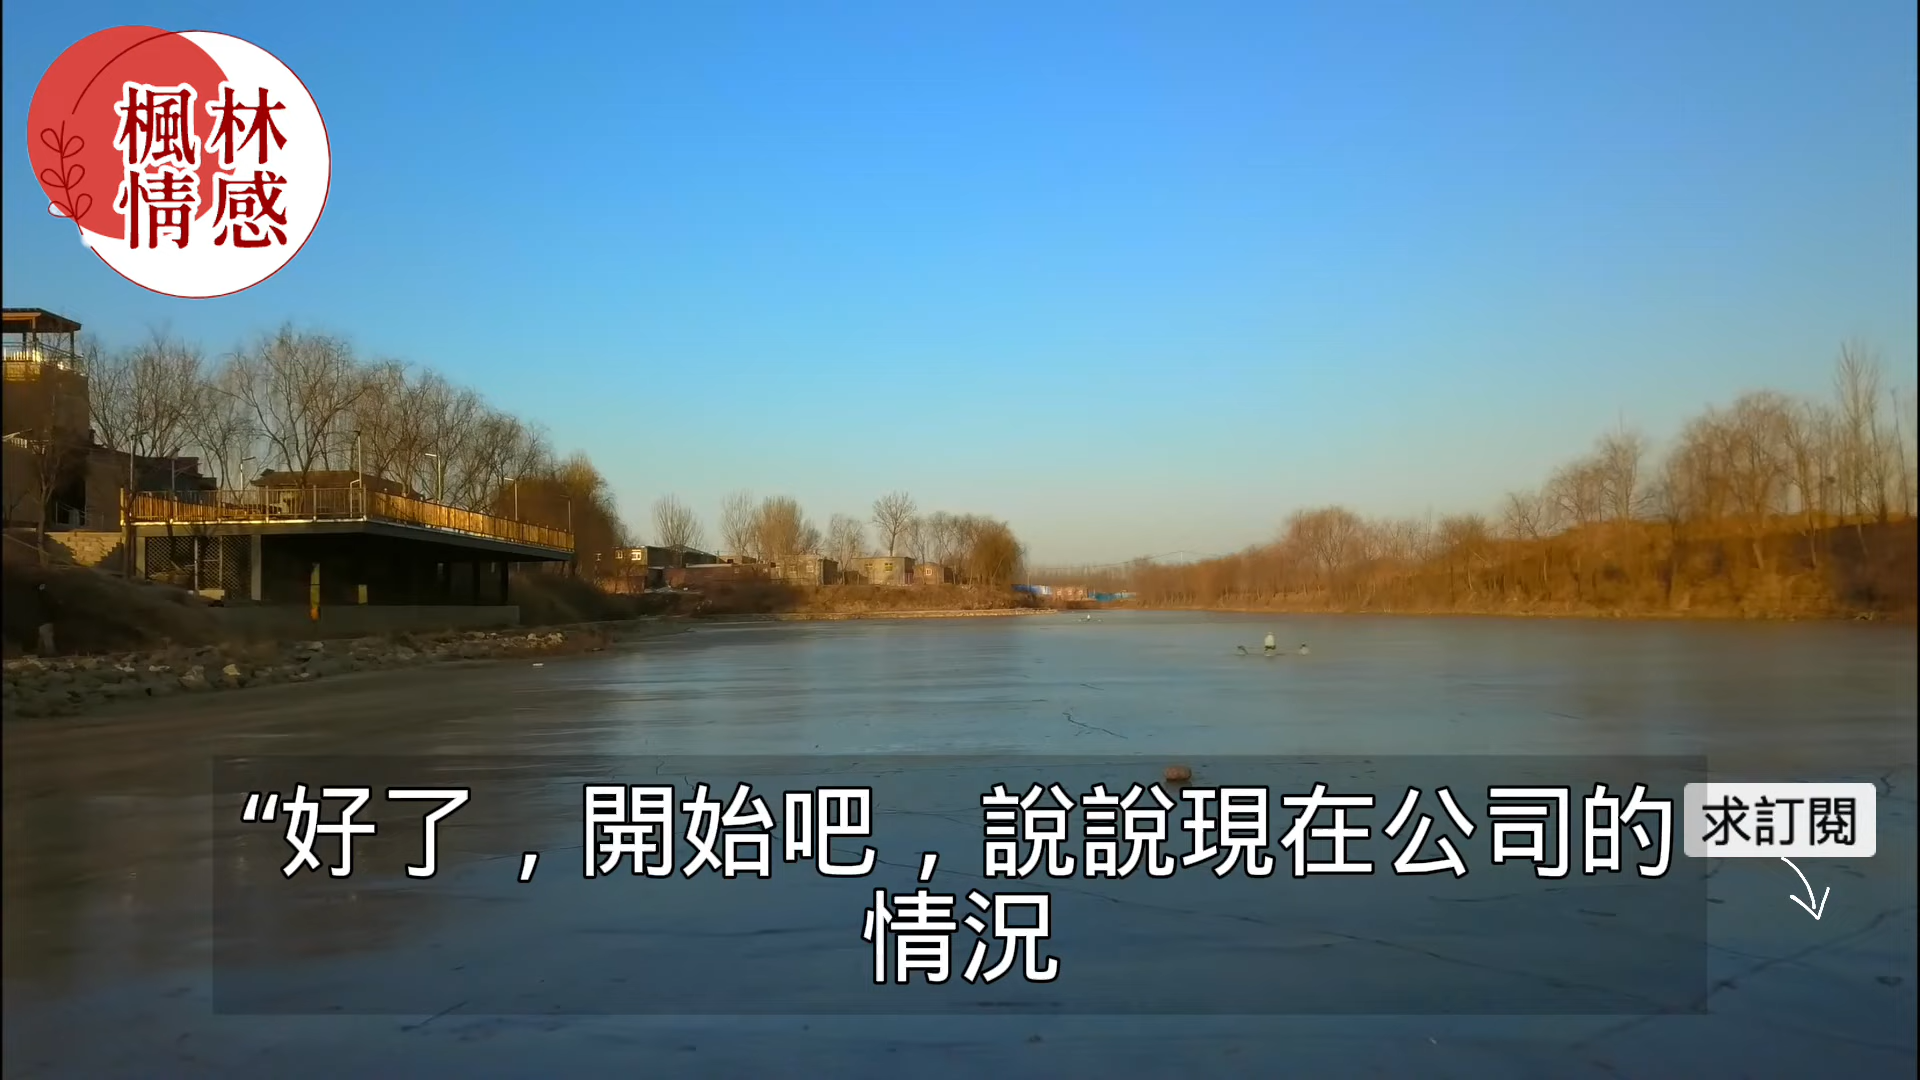 楓林
情感
“好了，開始吧，說說現在公司的
情況
求訂閱